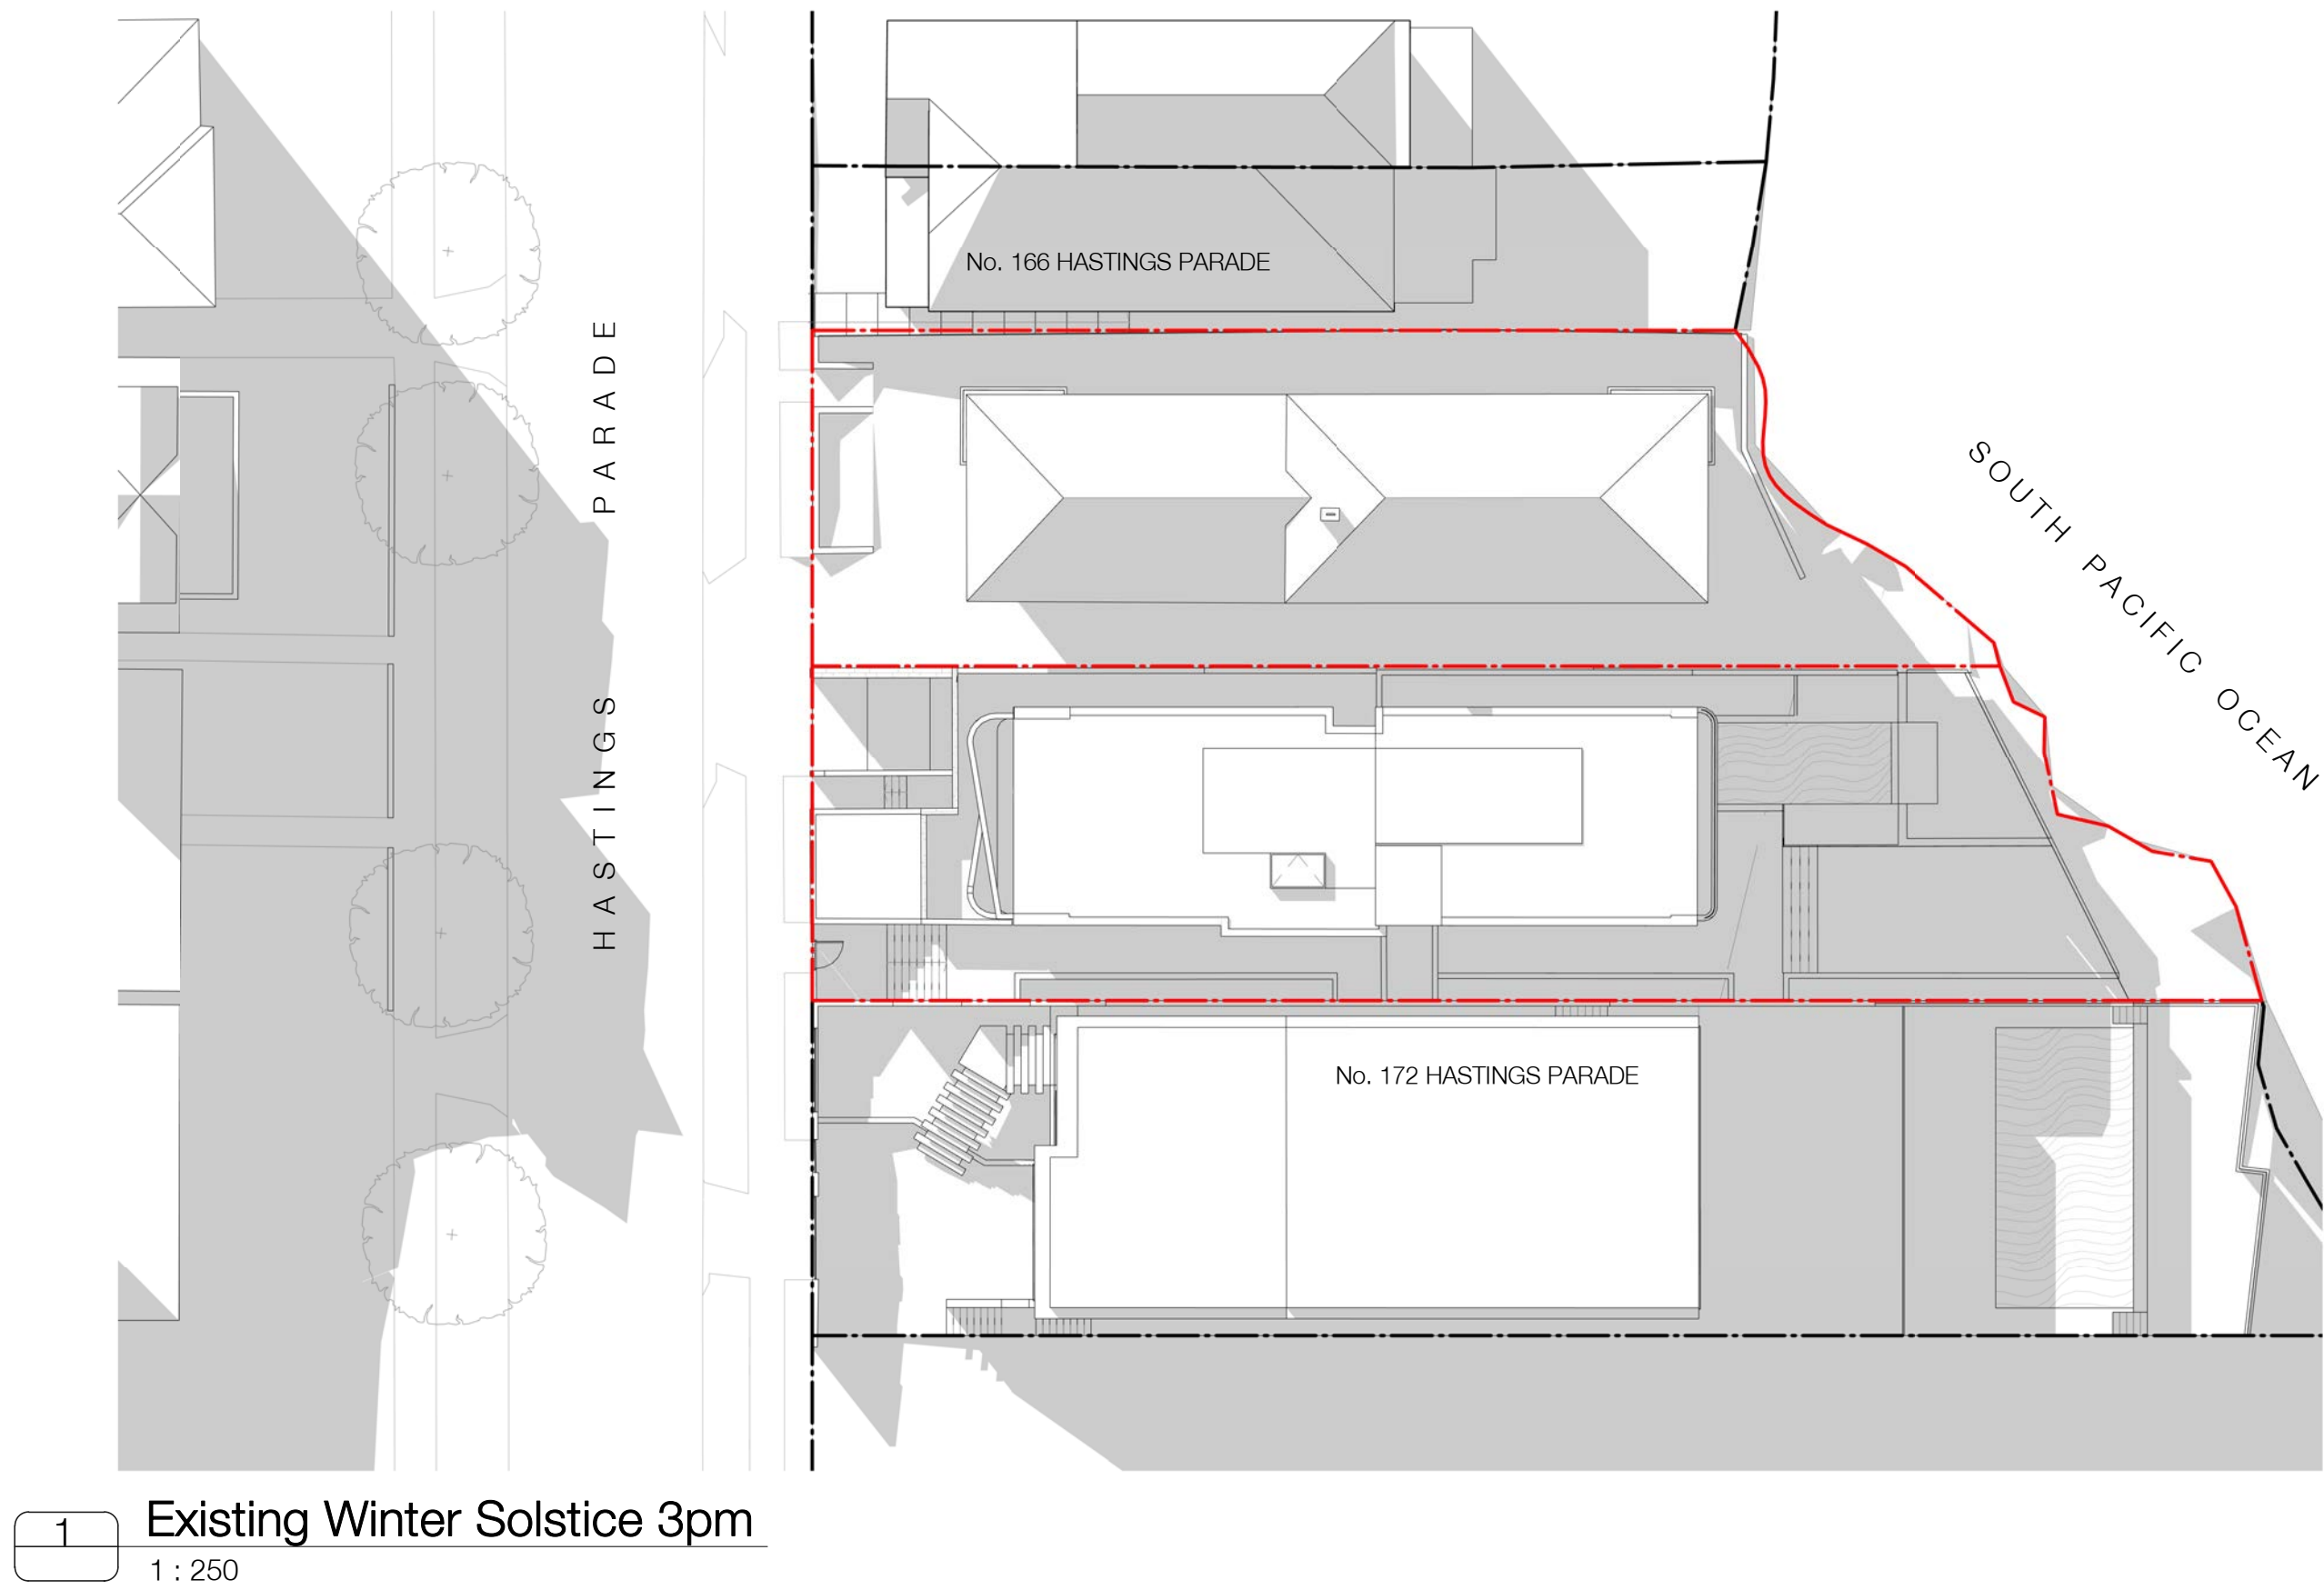 No. 166 HASTINGS PARADE
HASTINGS PARADE
SOUTH PACIFIC OCEAN
No. 172 HASTINGS PARADE
1
Existing Winter Solstice 3pm
1 : 250